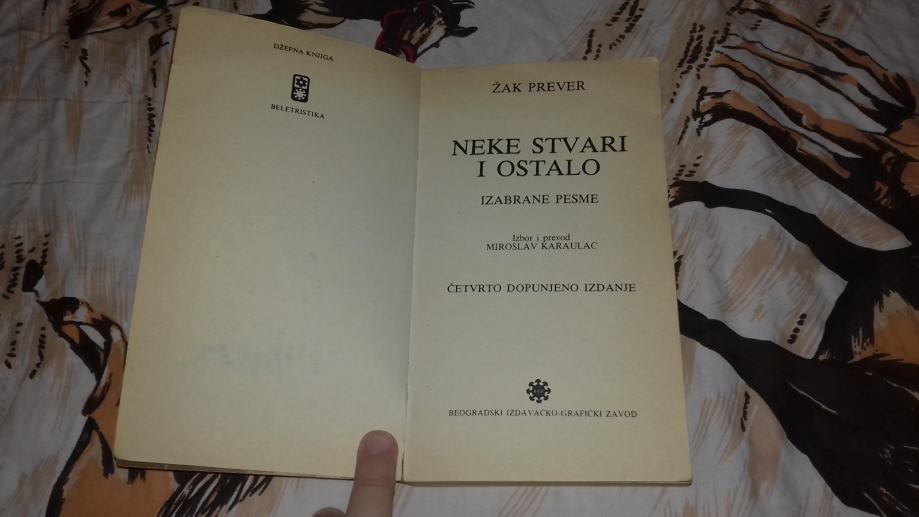 DŽEPNA KNJIGA
BELETRISTIKA
ŽAK PREVER
NEKE STVARI
I OSTALO
IZABRANE PESME
Izbor i prevod
MIROSLAV KARAULAC
ČETVRTO DOPUNJENO IZDANJE
BEOGRADSKI IZDAVAČKO-GRAFIČKI ZAVOD